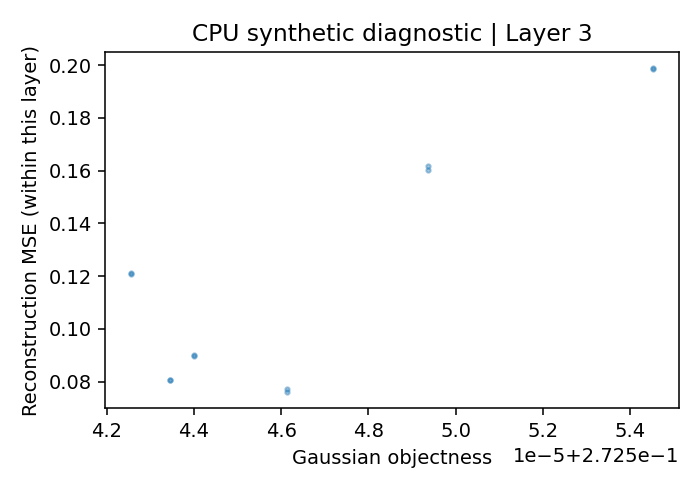 CPU synthetic diagnostic | Layer 3
Reconstruction MSE (within this layer)
0.20
0.18
0.16
0.14
0.12
0.10
0.08
4.2 4.4 4.6 4.8 5.0 5.2 5.4
Gaussian objectness 1e−5+2.725e−1